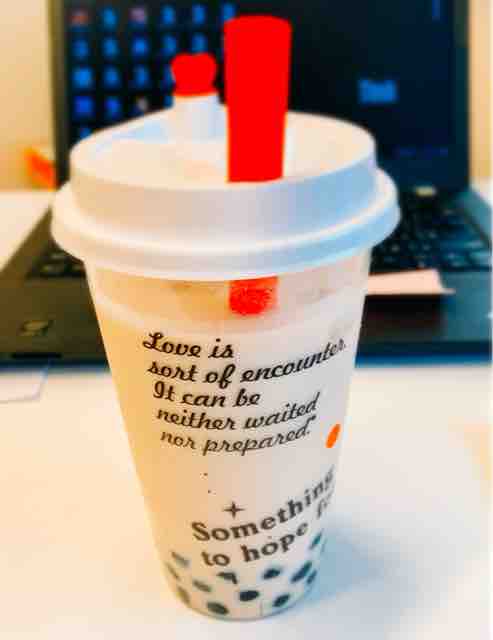 Love is
sort of encounter.
It can be
neither waited
nor prepared."
Something
to hope